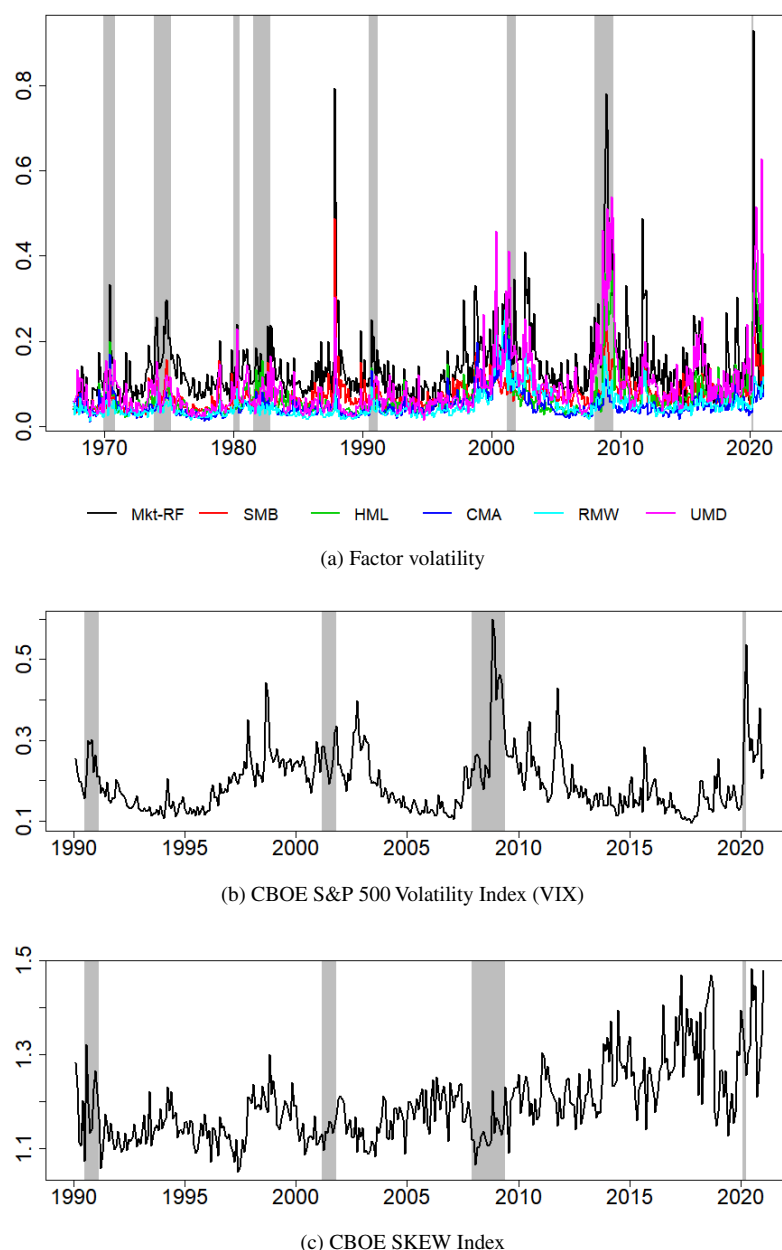 0.8
0.6
0.4
0.2
0.0
1970 1980 1990 2000 2010 2020
Mkt-RF SMB HML CMA RMW UMD
(a) Factor volatility
0.5
0.3
0.1
1990 1995 2000 2005 2010 2015 2020
(b) CBOE S&P 500 Volatility Index (VIX)
1.5
1.3
1.1
1990 1995 2000 2005 2010 2015 2020
(c) CBOE SKEW Index